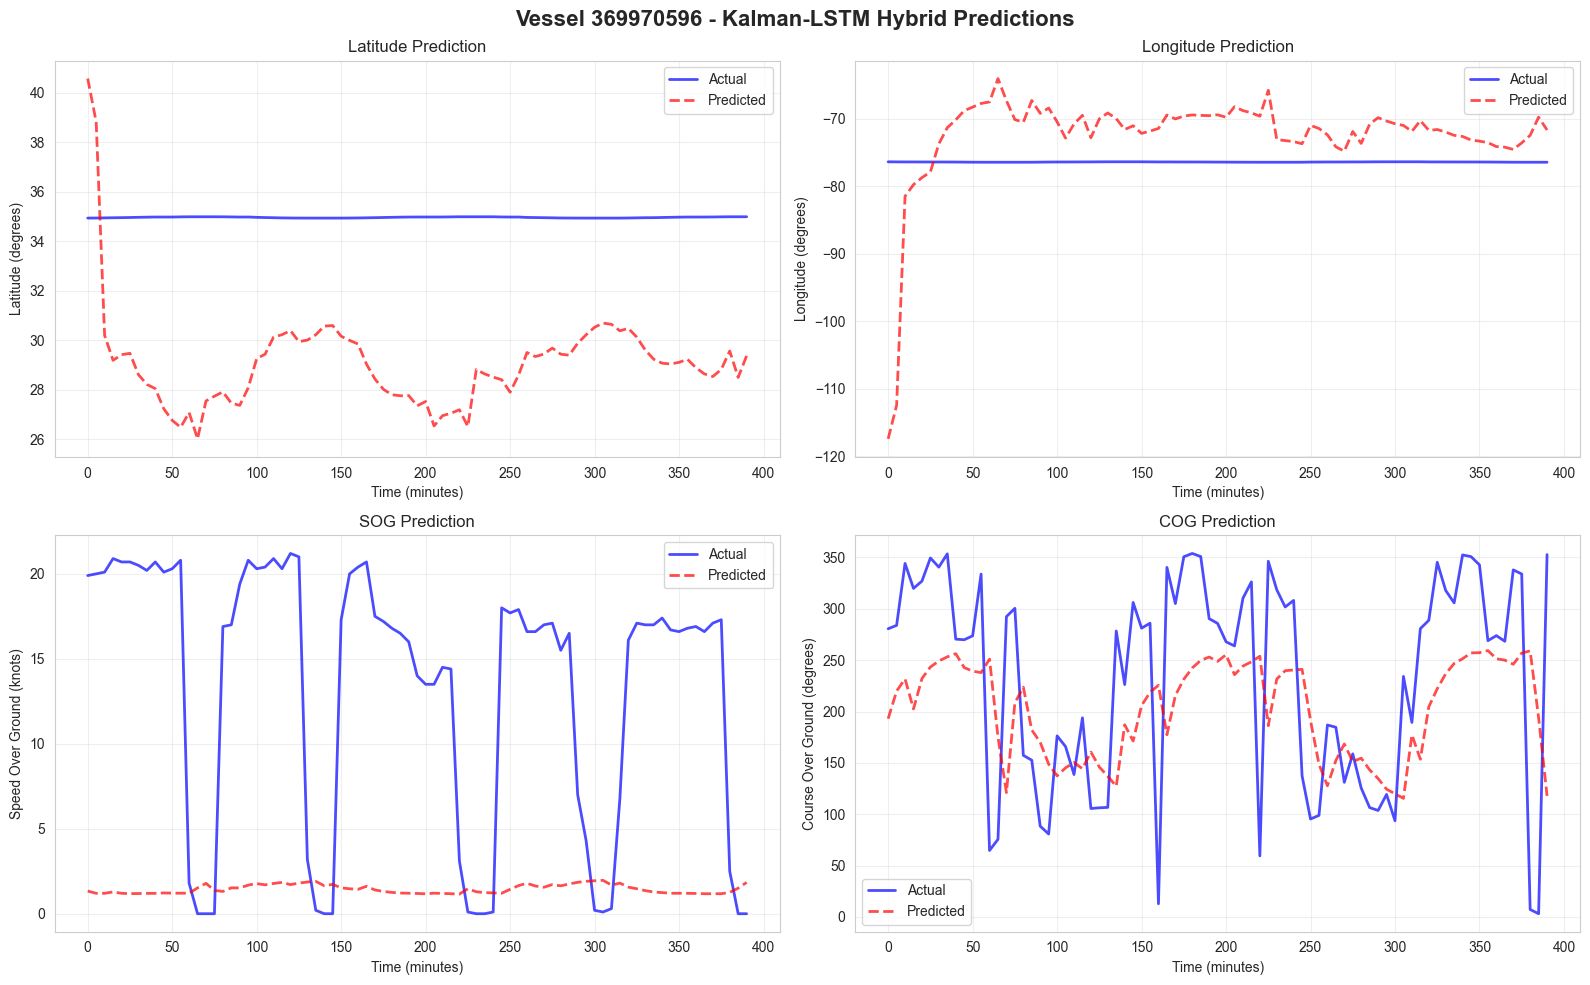 Vessel 369970596 - Kalman-LSTM Hybrid Predictions
Latitude Prediction
Latitude (degrees)
40
38
36
34
32
30
28
26
0 50 100 150 200 250 300 350 400
Time (minutes)
Actual
Predicted
Longitude Prediction
Longitude (degrees)
−70
−80
−90
−100
−110
−120
0 50 100 150 200 250 300 350 400
Time (minutes)
Actual
Predicted
SOG Prediction
Speed Over Ground (knots)
20
15
10
5
0
0 50 100 150 200 250 300 350 400
Time (minutes)
Actual
Predicted
COG Prediction
Course Over Ground (degrees)
350
300
250
200
150
100
50
0
0 50 100 150 200 250 300 350 400
Time (minutes)
Actual
Predicted